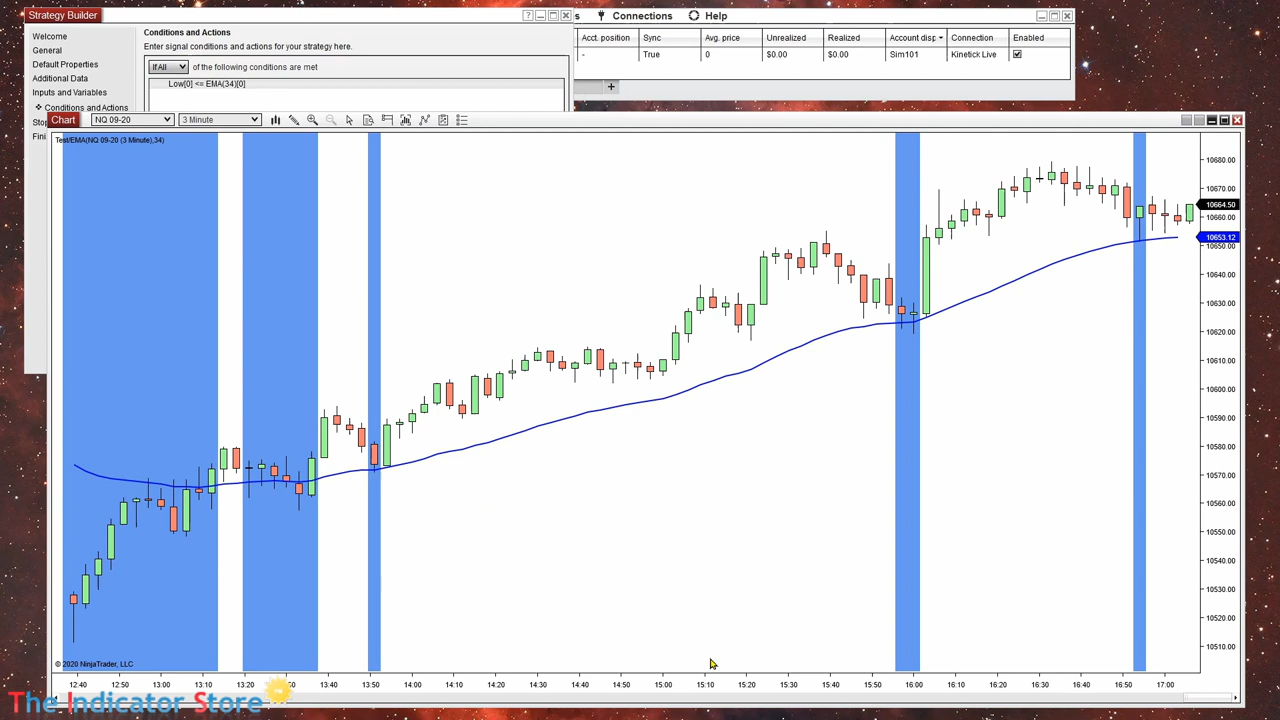 Strategy Builder
?
s Connections Help
Welcome
General
Default Properties
Additional Data
Inputs and Variables
Conditions and Actions
Stop
Fini
Conditions and Actions
Enter signal conditions and actions for your strategy here.
If All of the following conditions are met
Low[0] <= EMA(34)[0]
Acct. position Sync Avg. price Unrealized Realized Account disp Connection Enabled
- True 0 $0.00 $0.00 Sim101 Kinetick Live
+
Chart NQ 09-20 3 Minute
Test/EMA(NQ 09-20 (3 Minute),34)
10680.00
10670.00
10664.50
10660.00
10653.12
10650.00
10640.00
10630.00
10620.00
10610.00
10600.00
10590.00
10580.00
10570.00
10560.00
10550.00
10540.00
10530.00
10520.00
10510.00
© 2020 NinjaTrader, LLC
12:40 12:50 13:00 13:10 13:20 13:30 13:40 13:50 14:00 14:10 14:20 14:30 14:40 14:50 15:00 15:10 15:20 15:30 15:40 15:50 16:00 16:10 16:20 16:30 16:40 16:50 17:00
The Indicator Store